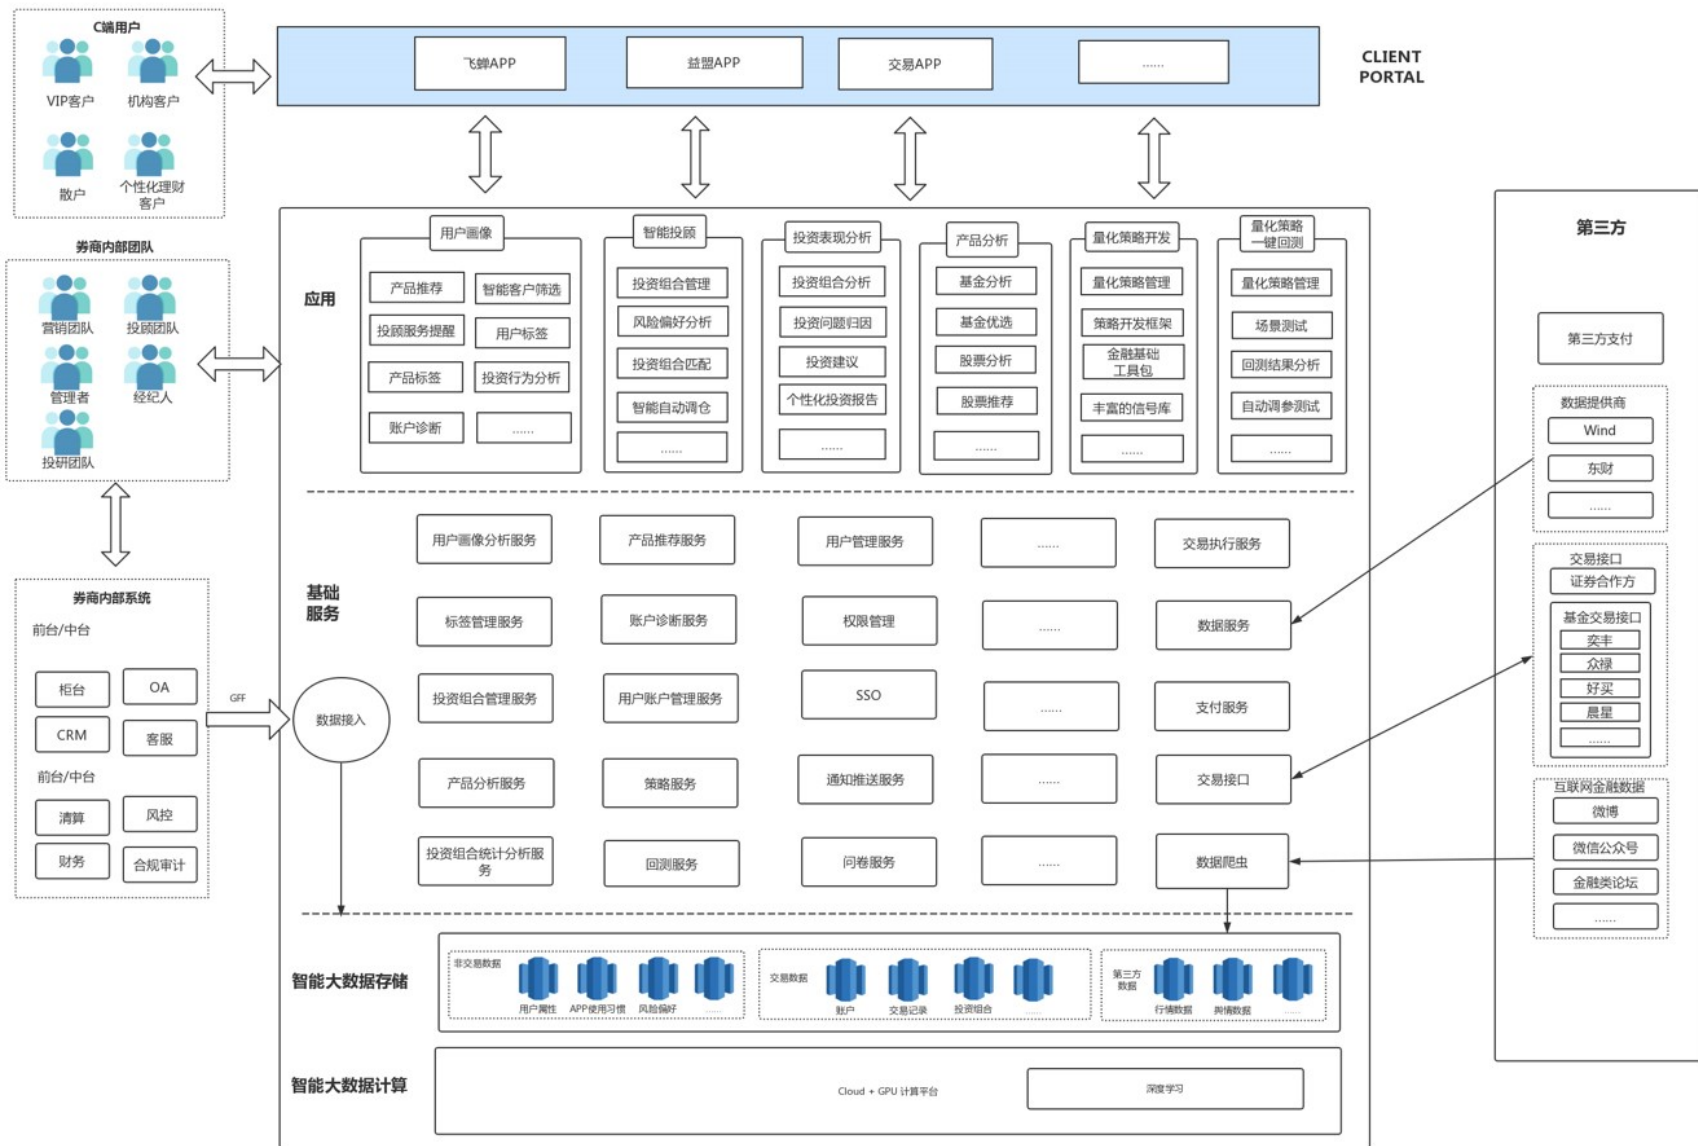 C端用户
VIP客户
机构客户
散户
个性化理财
客户
飞蝉APP
益盟APP
交易APP
......
CLIENT
PORTAL
券商内部团队
营销团队
投顾团队
管理者
经纪人
投研团队
券商内部系统
前台/中台
柜台
OA
CRM
客服
前台/中台
清算
风控
财务
合规审计
GFF
数据接入
应用
用户画像
产品推荐
智能客户筛选
投顾服务提醒
用户标签
产品标签
投资行为分析
账户诊断
......
智能投顾
投资组合管理
风险偏好分析
投资组合匹配
智能自动调仓
......
投资表现分析
投资组合分析
投资问题归因
投资建议
个性化投资报告
......
产品分析
基金分析
基金优选
股票分析
股票推荐
......
量化策略开发
量化策略管理
策略开发框架
金融基础
工具包
丰富的信号库
......
量化策略
一键回测
量化策略管理
场景测试
回测结果分析
自动调参测试
......
基础
服务
用户画像分析服务
产品推荐服务
用户管理服务
......
交易执行服务
标签管理服务
账户诊断服务
权限管理
......
数据服务
投资组合管理服务
用户账户管理服务
SSO
......
支付服务
产品分析服务
策略服务
通知推送服务
......
交易接口
投资组合统计分析服
务
回测服务
问卷服务
......
数据爬虫
智能大数据存储
非交易数据
用户属性
APP使用习惯
风险偏好
......
交易数据
账户
交易记录
投资组合
......
第三方
数据
行情数据
舆情数据
......
智能大数据计算
Cloud + GPU 计算平台
深度学习
第三方
第三方支付
数据提供商
Wind
东财
......
交易接口
证券合作方
基金交易接口
奕丰
众禄
好买
晨星
......
互联网金融数据
微博
微信公众号
金融类论坛
......